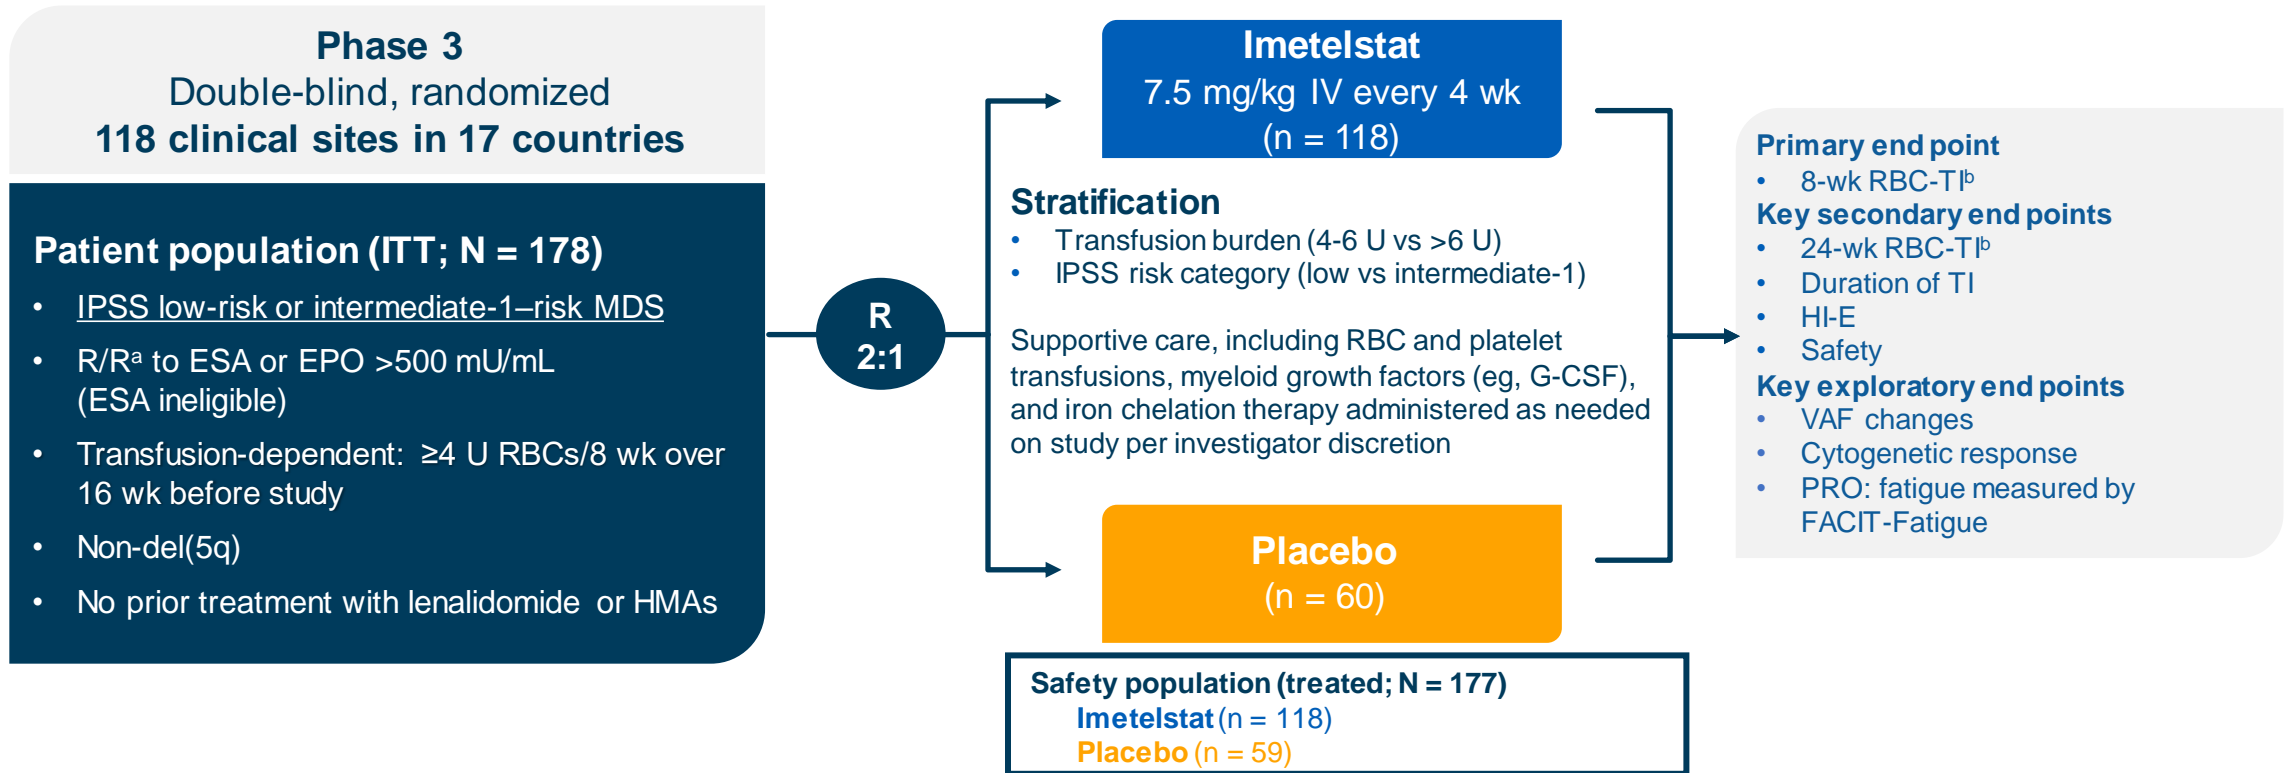 Phase 3
Double-blind, randomized
118 clinical sites in 17 countries
Patient population (ITT; N = 178)
• IPSS low-risk or intermediate-1–risk MDS
• R/Rᵃ to ESA or EPO >500 mU/mL
(ESA ineligible)
• Transfusion-dependent: ≥4 U RBCs/8 wk over
16 wk before study
• Non-del(5q)
• No prior treatment with lenalidomide or HMAs
R
2:1
Imetelstat
7.5 mg/kg IV every 4 wk
(n = 118)
Stratification
• Transfusion burden (4-6 U vs >6 U)
• IPSS risk category (low vs intermediate-1)
Supportive care, including RBC and platelet
transfusions, myeloid growth factors (eg, G-CSF),
and iron chelation therapy administered as needed
on study per investigator discretion
Placebo
(n = 60)
Safety population (treated; N = 177)
Imetelstat (n = 118)
Placebo (n = 59)
Primary end point
• 8-wk RBC-TIᵇ
Key secondary end points
• 24-wk RBC-TIᵇ
• Duration of TI
• HI-E
• Safety
Key exploratory end points
• VAF changes
• Cytogenetic response
• PRO: fatigue measured by
FACIT-Fatigue